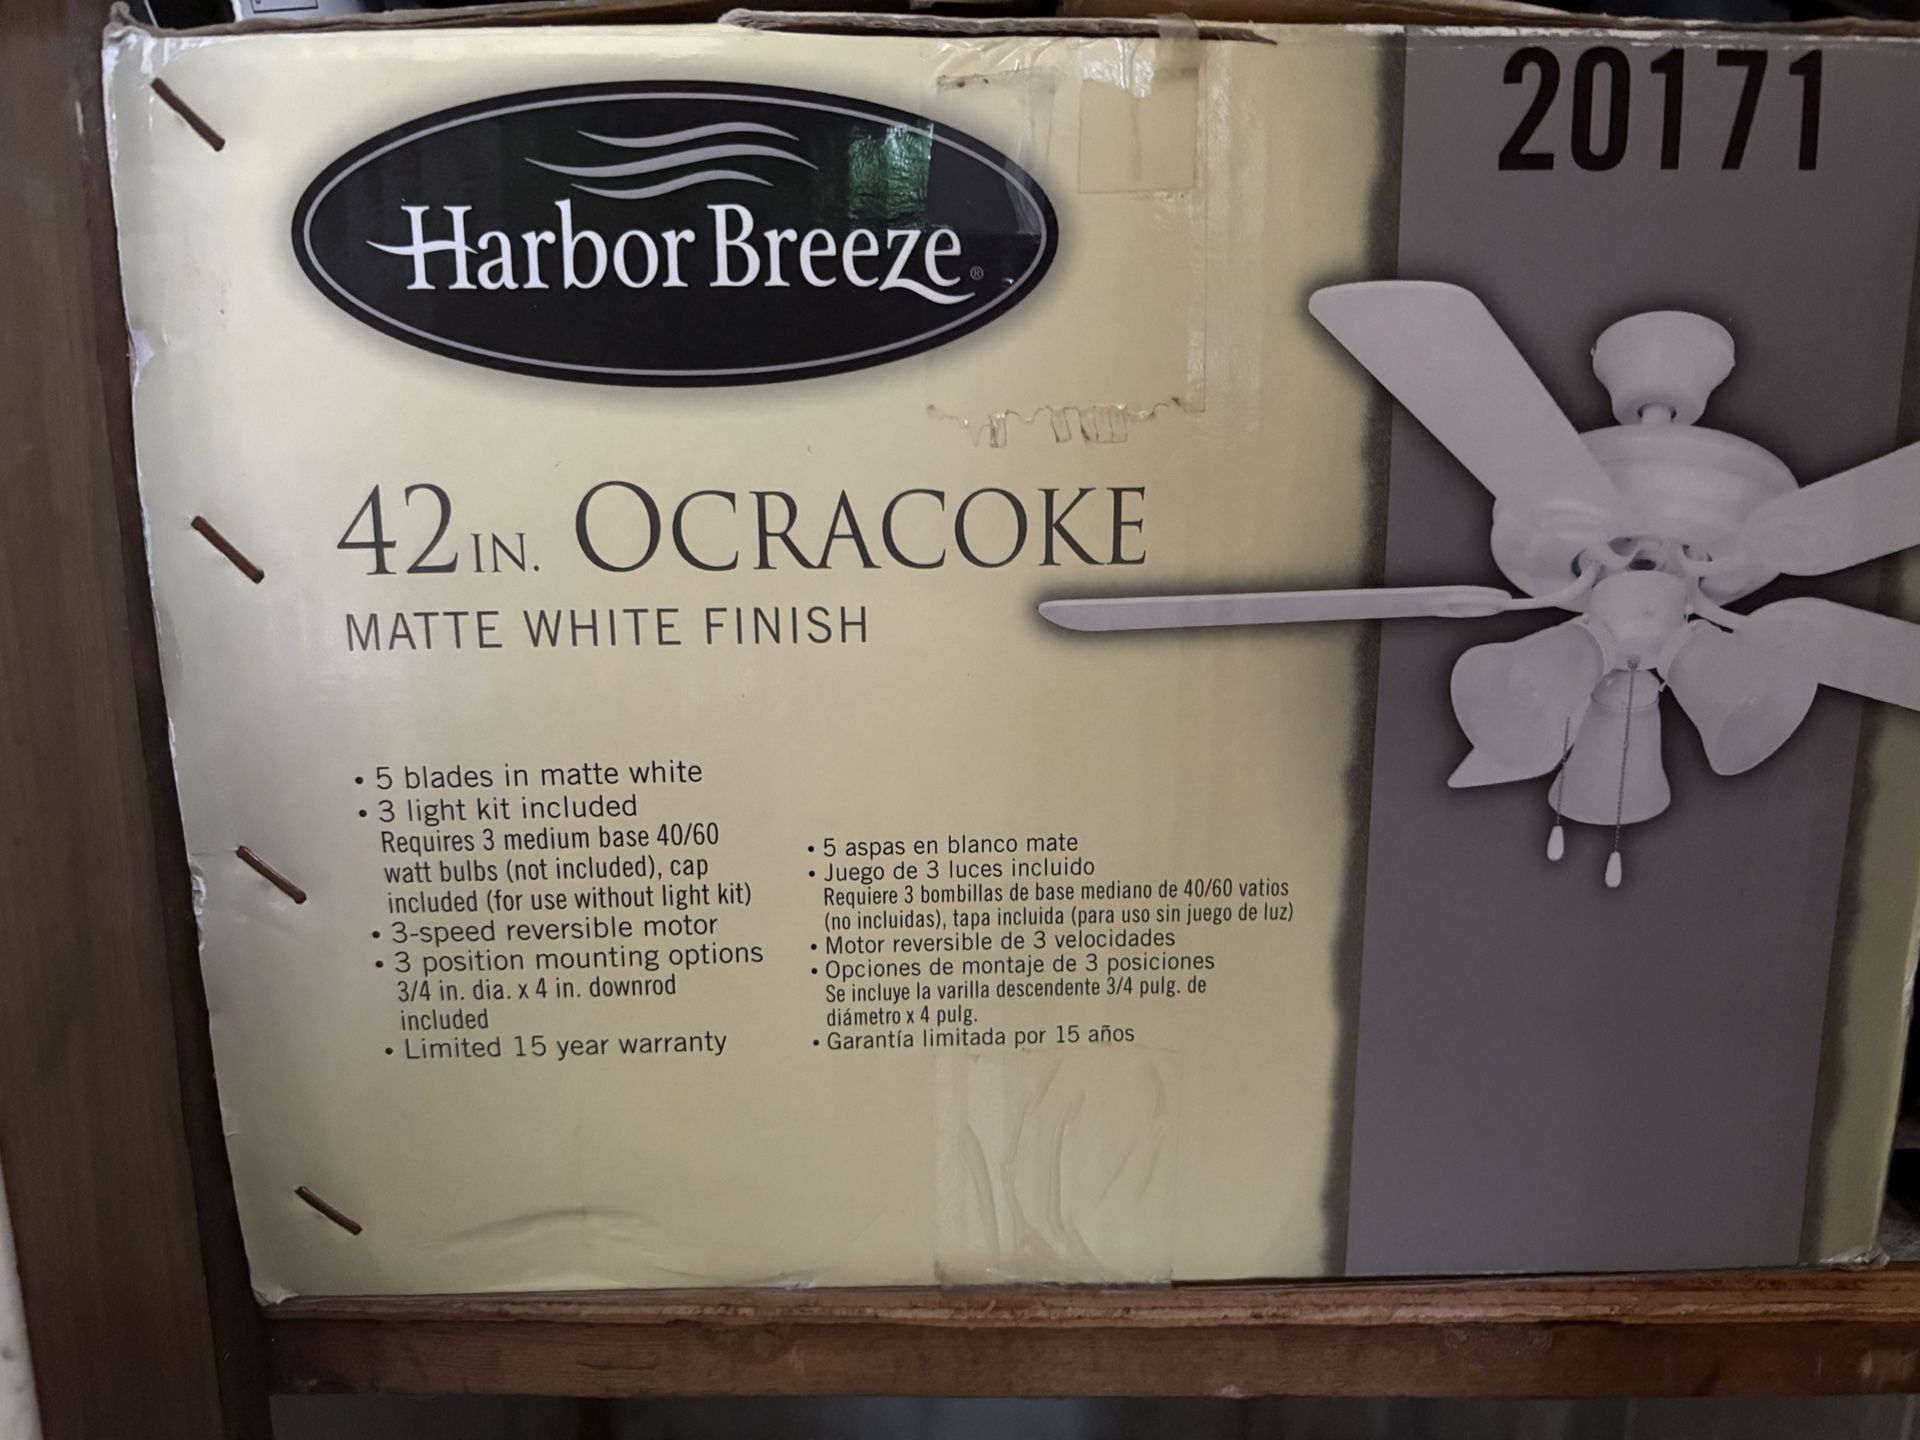 20171
Harbor Breeze®
42 IN. OCRACOKE
MATTE WHITE FINISH
• 5 blades in matte white
• 3 light kit included
Requires 3 medium base 40/60
watt bulbs (not included), cap
included (for use without light kit)
• 3-speed reversible motor
• 3 position mounting options
3/4 in. dia. x 4 in. downrod
included
• Limited 15 year warranty
• 5 aspas en blanco mate
• Juego de 3 luces incluido
Requiere 3 bombillas de base mediano de 40/60 vatios
(no incluidas), tapa incluida (para uso sin juego de luz)
• Motor reversible de 3 velocidades
• Opciones de montaje de 3 posiciones
Se incluye la varilla descendente 3/4 pulg. de
diámetro x 4 pulg.
• Garantía limitada por 15 años